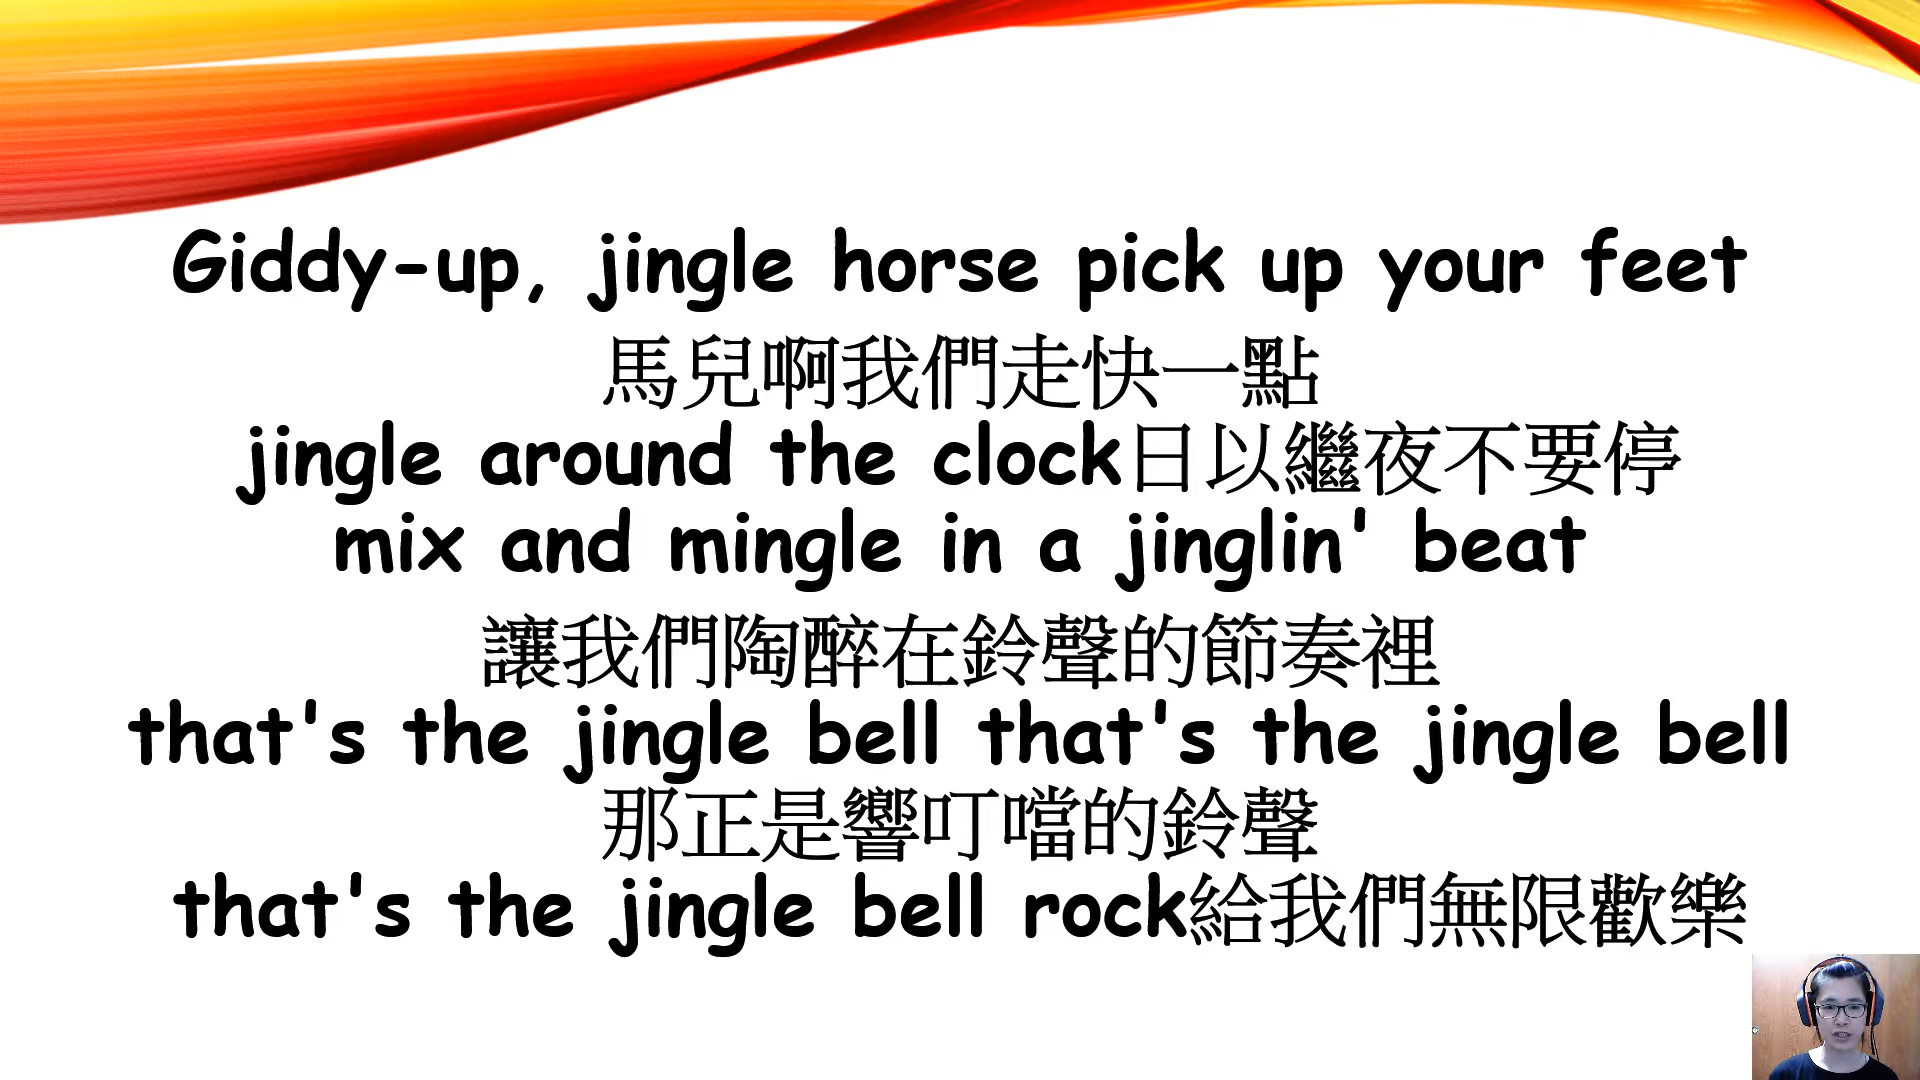 Giddy-up, jingle horse pick up your feet
馬兒啊我們走快一點
jingle around the clock日以繼夜不要停
mix and mingle in a jinglin' beat
讓我們陶醉在鈴聲的節奏裡
that's the jingle bell that's the jingle bell
那正是響叮噹的鈴聲
that's the jingle bell rock給我們無限歡樂